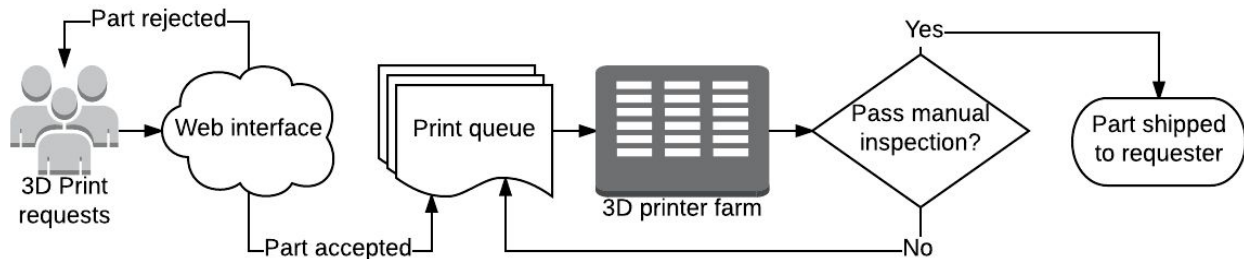 Part rejected
3D Print
requests
Web interface
Part accepted
Print queue
3D printer farm
Pass manual
inspection?
Yes
No
Part shipped
to requester